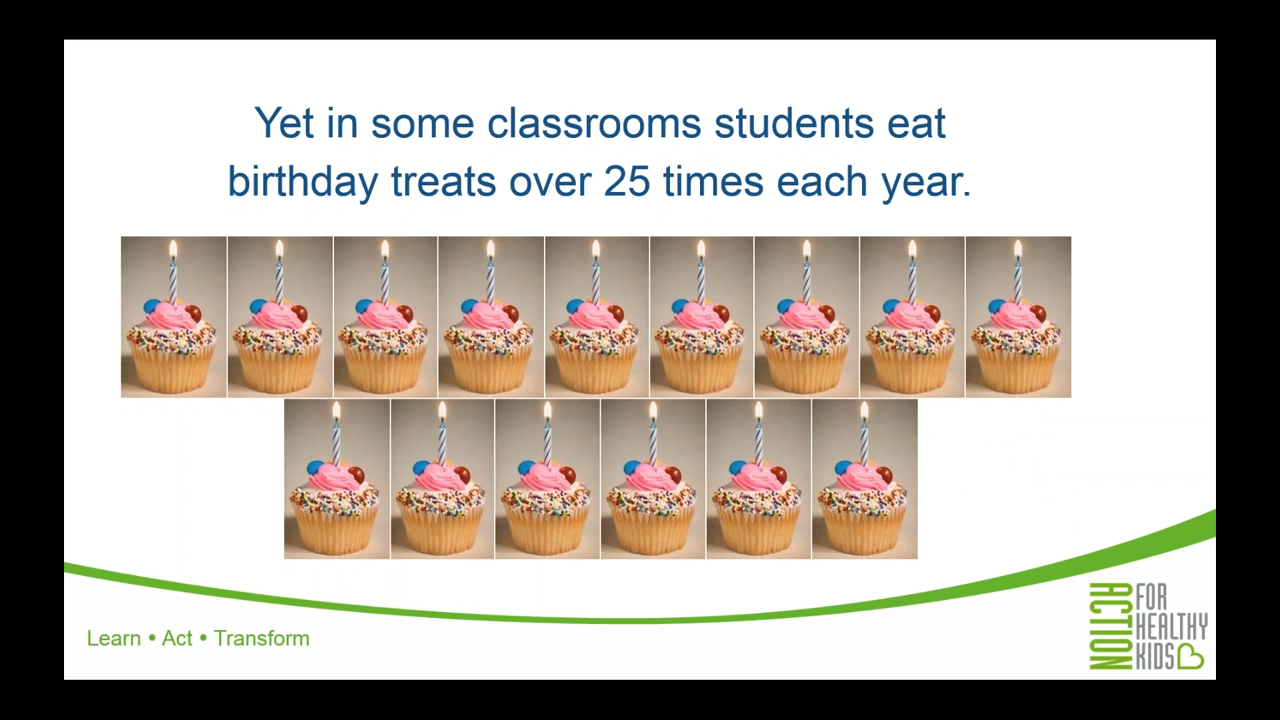 Yet in some classrooms students eat
birthday treats over 25 times each year.
Learn • Act • Transform
ACTION
FOR
HEALTHY
KIDS